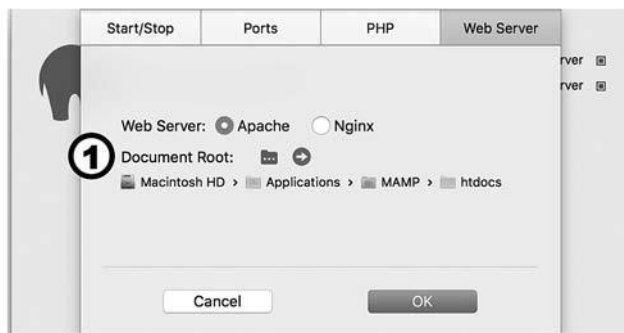 Start/Stop Ports PHP Web Server
rver
rver
Web Server: Apache Nginx
1 Document Root:
Macintosh HD › Applications › MAMP › htdocs
Cancel OK